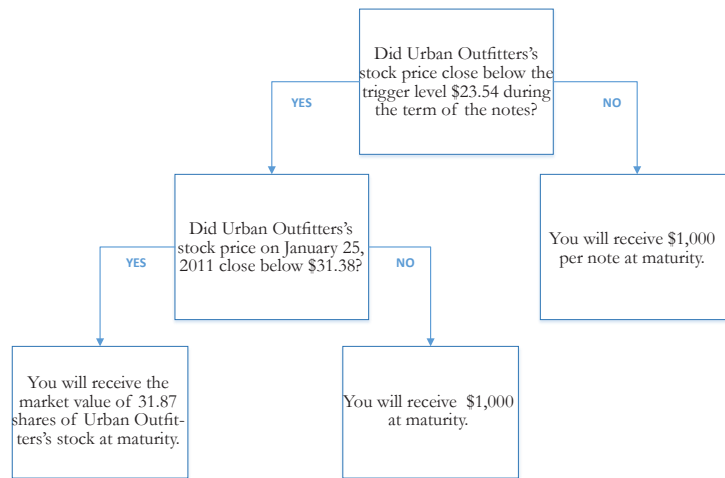 Did Urban Outfitters's
stock price close below the
trigger level $23.54 during
the term of the notes?
YES
NO
Did Urban Outfitters's
stock price on January 25,
2011 close below $31.38?
You will receive $1,000
per note at maturity.
YES
NO
You will receive the
market value of 31.87
shares of Urban Outfit-
ters's stock at maturity.
You will receive $1,000
at maturity.